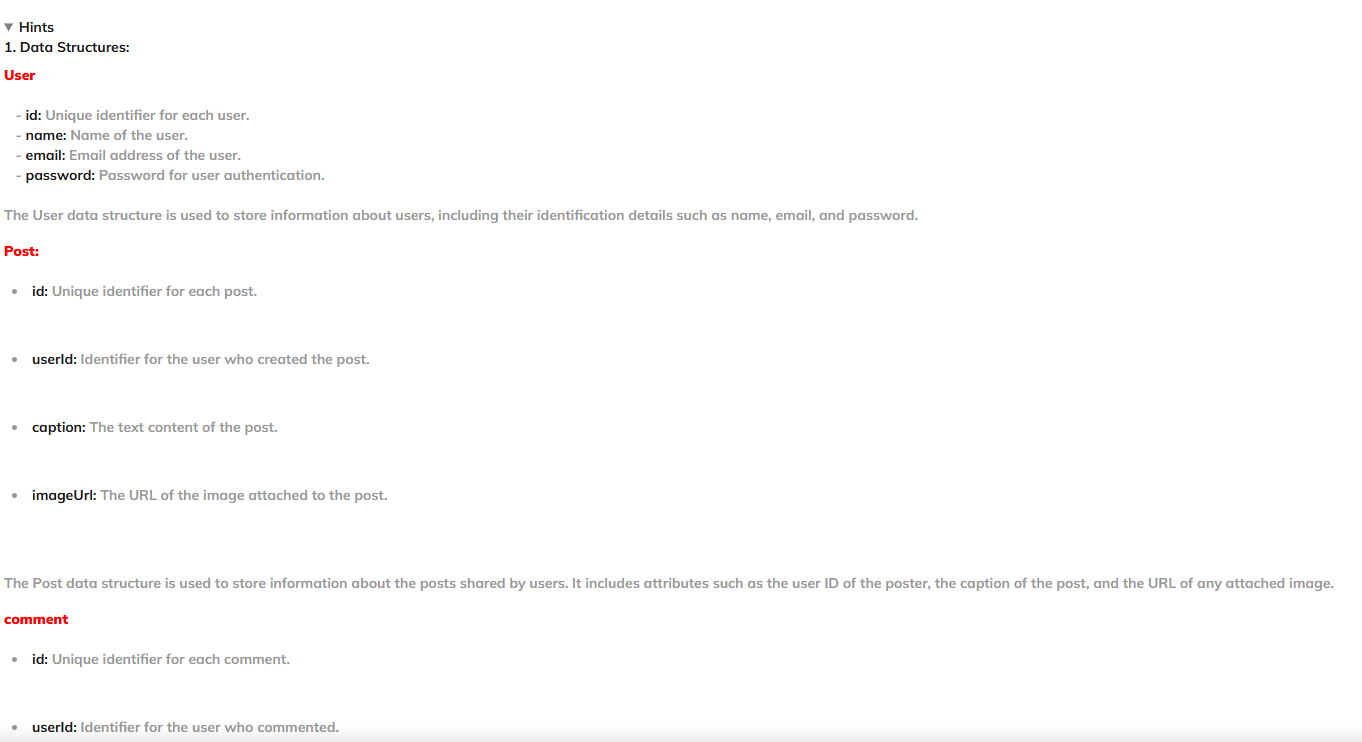 ▼ Hints
1. Data Structures:
User
- id: Unique identifier for each user.
- name: Name of the user.
- email: Email address of the user.
- password: Password for user authentication.
The User data structure is used to store information about users, including their identification details such as name, email, and password.
Post:
• id: Unique identifier for each post.
• userId: Identifier for the user who created the post.
• caption: The text content of the post.
• imageUrl: The URL of the image attached to the post.
The Post data structure is used to store information about the posts shared by users. It includes attributes such as the user ID of the poster, the caption of the post, and the URL of any attached image.
comment
• id: Unique identifier for each comment.
• userId: Identifier for the user who commented.